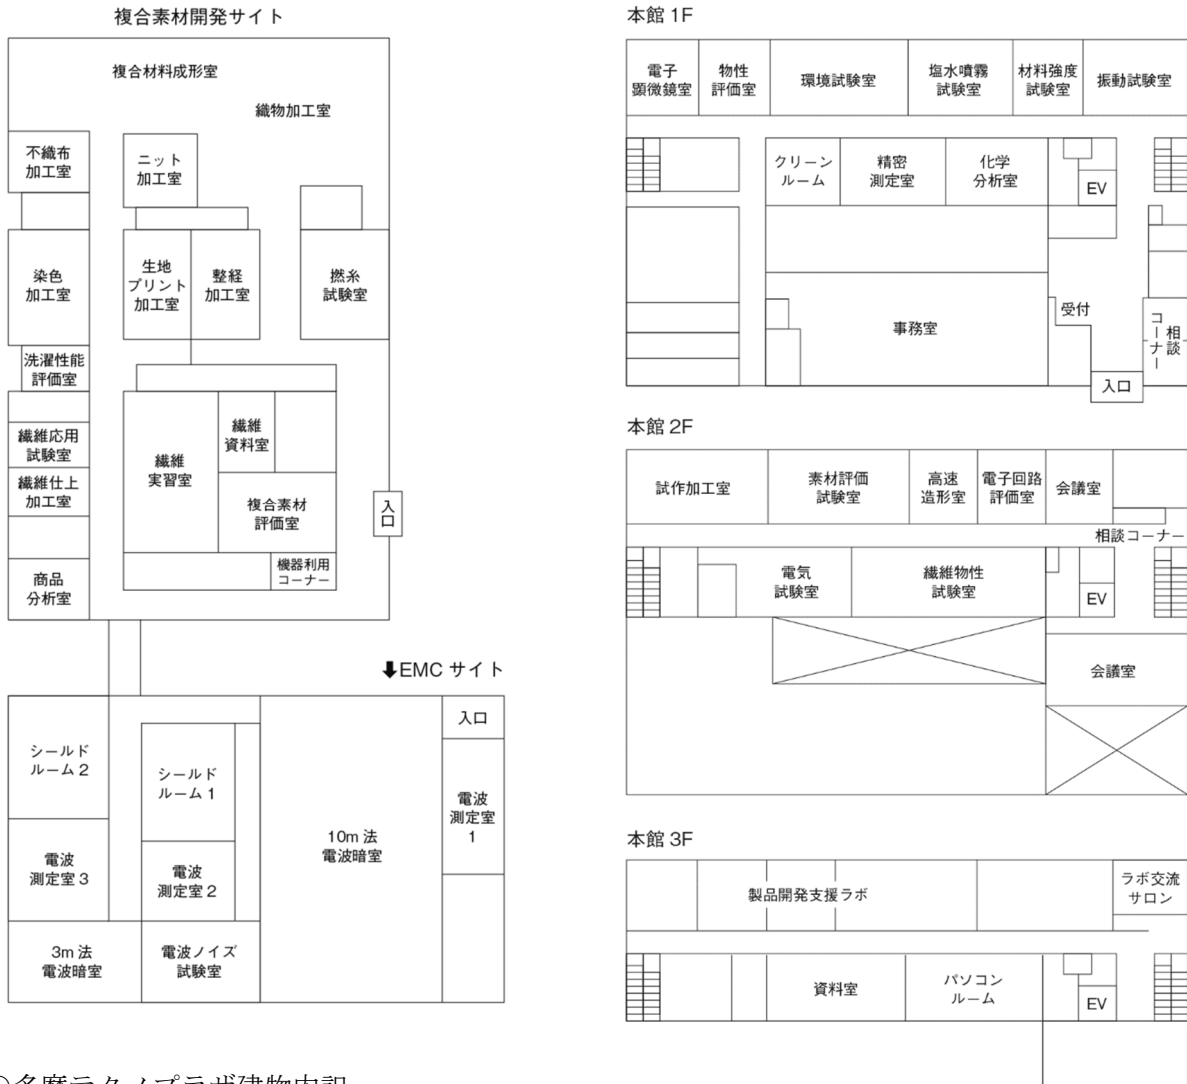 複合素材開発サイト
複合材料成形室
織物加工室
不織布
加工室
ニット
加工室
染色
加工室
生地
プリント
加工室
整経
加工室
撚糸
試験室
洗濯性能
評価室
繊維応用
試験室
繊維仕上
加工室
商品
分析室
繊維
実習室
繊維
資料室
複合素材
評価室
機器利用
コーナー
入口
⬇EMC サイト
シールド
ルーム 2
シールド
ルーム 1
電波
測定室 3
電波
測定室 2
3m 法
電波暗室
電波ノイズ
試験室
10m 法
電波暗室
入口
電波
測定室
1
本館 1F
電子
顕微鏡室
物性
評価室
環境試験室
塩水噴霧
試験室
材料強度
試験室
振動試験室
クリーン
ルーム
精密
測定室
化学
分析室
EV
事務室
受付
相談
コーナー
入口
本館 2F
試作加工室
素材評価
試験室
高速
造形室
電子回路
評価室
会議室
相談コーナー
電気
試験室
繊維物性
試験室
EV
会議室
本館 3F
製品開発支援ラボ
ラボ交流
サロン
資料室
パソコン
ルーム
EV
多摩テクノプラザ建物内訳